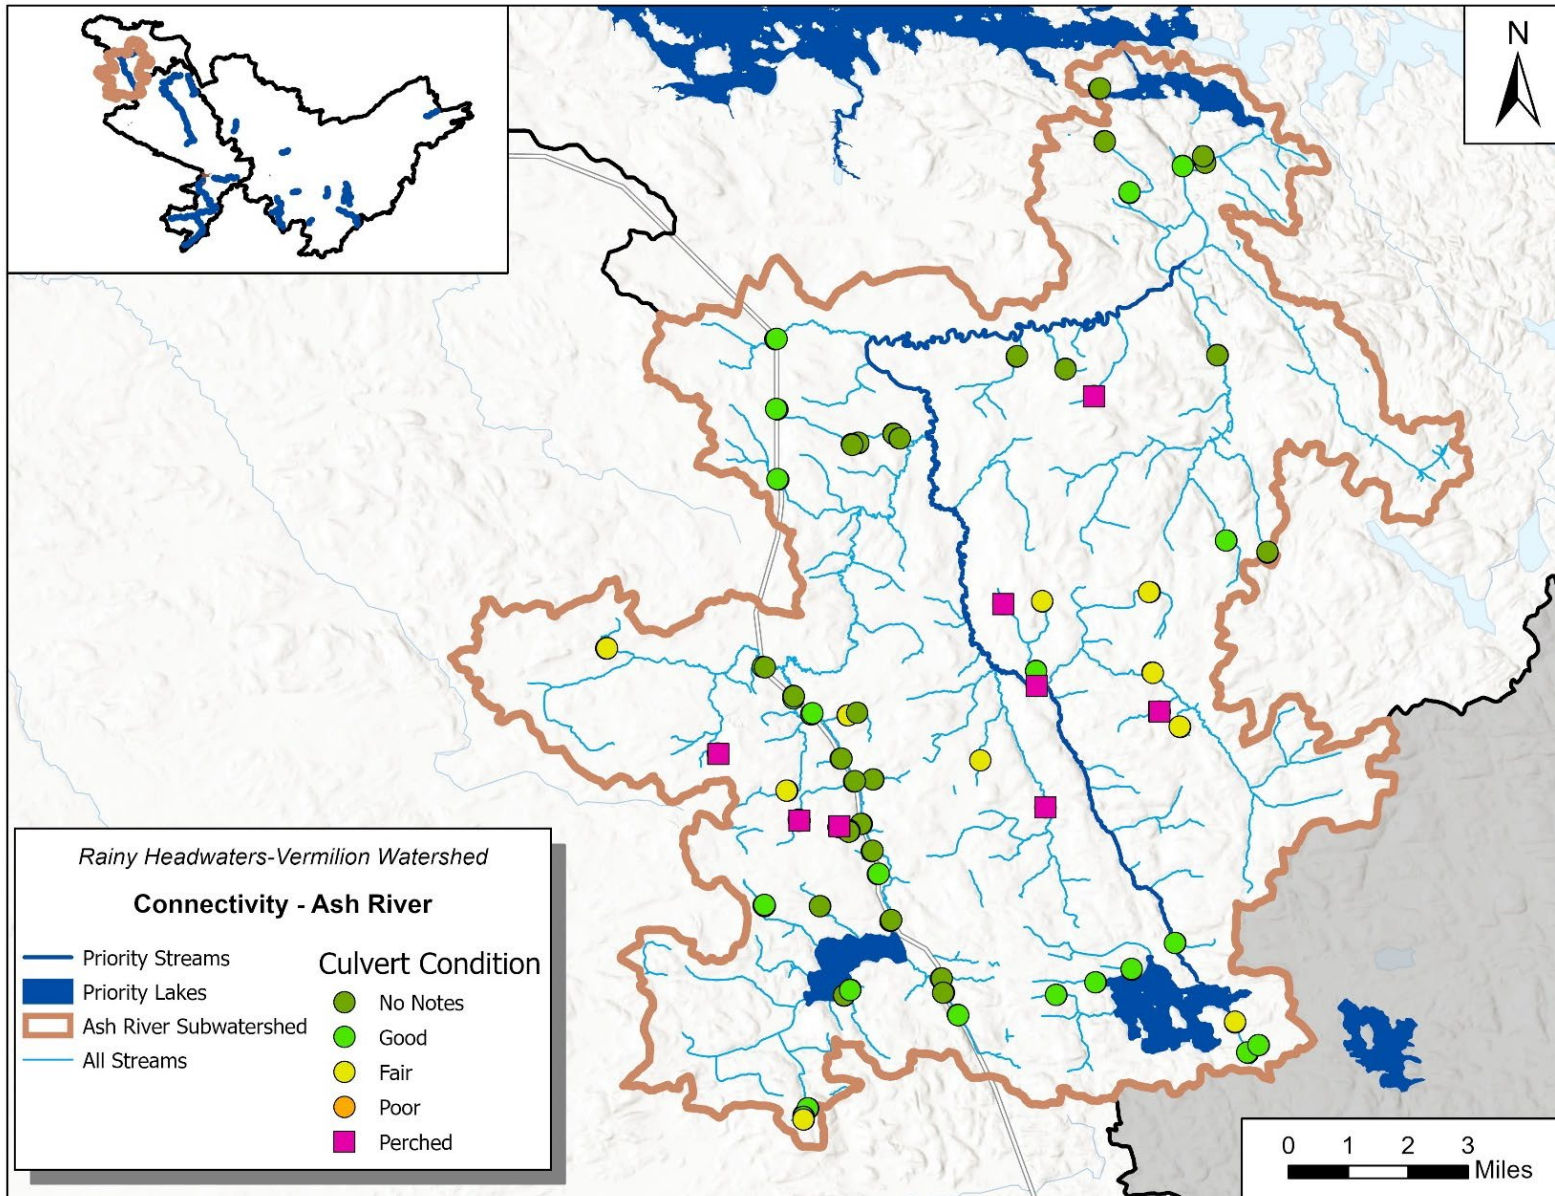 N
Rainy Headwaters-Vermilion Watershed
Connectivity - Ash River
Priority Streams
Priority Lakes
Ash River Subwatershed
All Streams
Culvert Condition
No Notes
Good
Fair
Poor
Perched
0 1 2 3
Miles